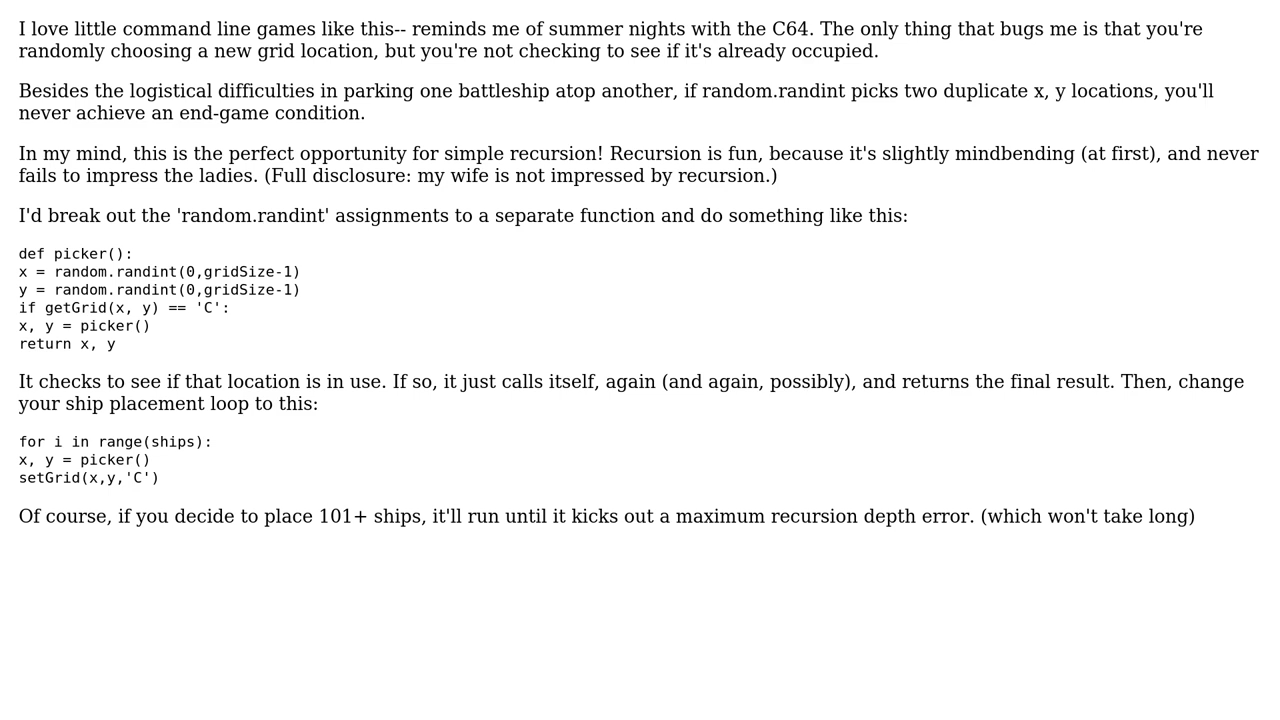 I love little command line games like this-- reminds me of summer nights with the C64. The only thing that bugs me is that you're
randomly choosing a new grid location, but you're not checking to see if it's already occupied.
Besides the logistical difficulties in parking one battleship atop another, if random.randint picks two duplicate x, y locations, you'll
never achieve an end-game condition.
In my mind, this is the perfect opportunity for simple recursion! Recursion is fun, because it's slightly mindbending (at first), and never
fails to impress the ladies. (Full disclosure: my wife is not impressed by recursion.)
I'd break out the 'random.randint' assignments to a separate function and do something like this:
def picker():
x = random.randint(0,gridSize-1)
y = random.randint(0,gridSize-1)
if getGrid(x, y) == 'C':
x, y = picker()
return x, y
It checks to see if that location is in use. If so, it just calls itself, again (and again, possibly), and returns the final result. Then, change
your ship placement loop to this:
for i in range(ships):
x, y = picker()
setGrid(x,y,'C')
Of course, if you decide to place 101+ ships, it'll run until it kicks out a maximum recursion depth error. (which won't take long)